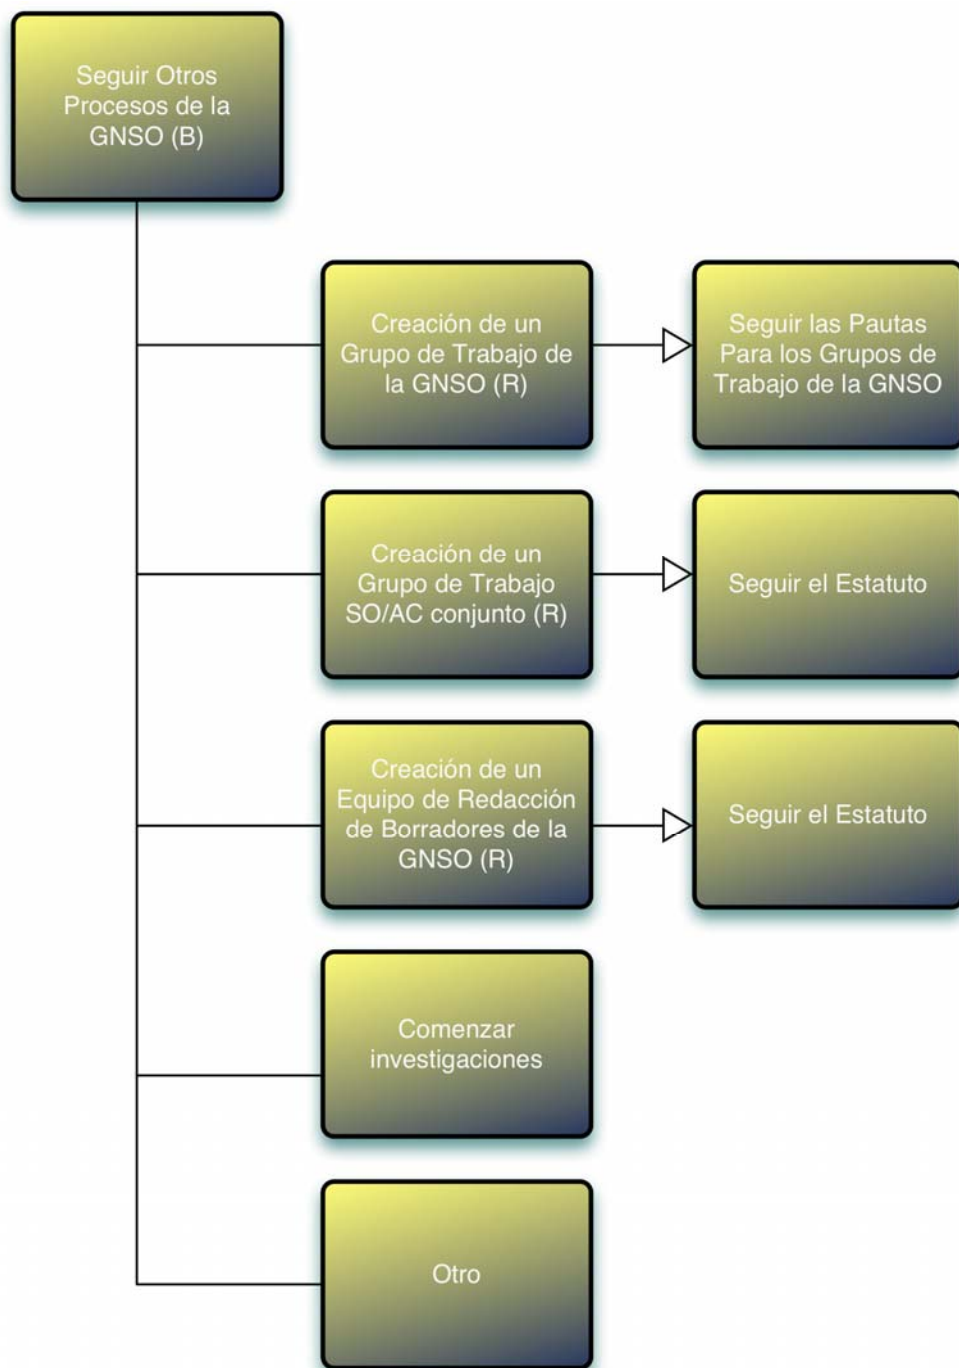 Seguir Otros
Procesos de la
GNSO (B)
Creación de un
Grupo de Trabajo de
la GNSO (R)
Seguir las Pautas
Para los Grupos de
Trabajo de la GNSO
Creación de un
Grupo de Trabajo
SO/AC conjunto (R)
Seguir el Estatuto
Creación de un
Equipo de Redacción
de Borradores de la
GNSO (R)
Seguir el Estatuto
Comenzar
investigaciones
Otro